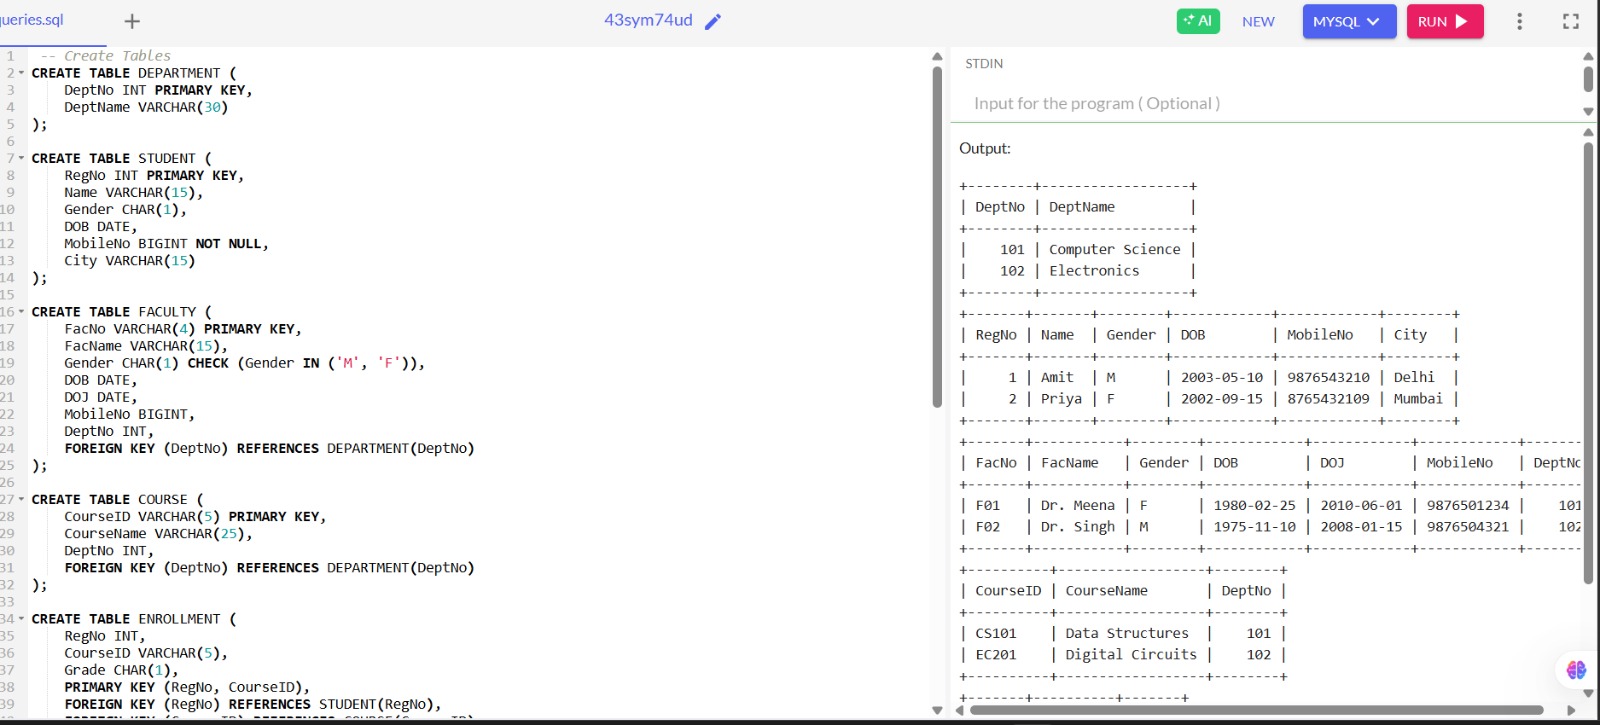 queries.sql
43sym74ud
AI
NEW
MYSQL
RUN
1 -- Create Tables
2 CREATE TABLE DEPARTMENT (
3 DeptNo INT PRIMARY KEY,
4 DeptName VARCHAR(30)
5 );
6
7 CREATE TABLE STUDENT (
8 RegNo INT PRIMARY KEY,
9 Name VARCHAR(15),
10 Gender CHAR(1),
11 DOB DATE,
12 MobileNo BIGINT NOT NULL,
13 City VARCHAR(15)
14 );
15
16 CREATE TABLE FACULTY (
17 FacNo VARCHAR(4) PRIMARY KEY,
18 FacName VARCHAR(15),
19 Gender CHAR(1) CHECK (Gender IN ('M', 'F')),
20 DOB DATE,
21 DOJ DATE,
22 MobileNo BIGINT,
23 DeptNo INT,
24 FOREIGN KEY (DeptNo) REFERENCES DEPARTMENT(DeptNo)
25 );
26
27 CREATE TABLE COURSE (
28 CourseID VARCHAR(5) PRIMARY KEY,
29 CourseName VARCHAR(25),
30 DeptNo INT,
31 FOREIGN KEY (DeptNo) REFERENCES DEPARTMENT(DeptNo)
32 );
33
34 CREATE TABLE ENROLLMENT (
35 RegNo INT,
36 CourseID VARCHAR(5),
37 Grade CHAR(1),
38 PRIMARY KEY (RegNo, CourseID),
39 FOREIGN KEY (RegNo) REFERENCES STUDENT(RegNo),
STDIN
Input for the program ( Optional )
Output:
+--------+------------------+
| DeptNo | DeptName         |
+--------+------------------+
|    101 | Computer Science |
|    102 | Electronics      |
+--------+------------------+
+-------+-------+--------+------------+------------+--------+
| RegNo | Name  | Gender | DOB        | MobileNo   | City   |
+-------+-------+--------+------------+------------+--------+
|     1 | Amit  | M      | 2003-05-10 | 9876543210 | Delhi  |
|     2 | Priya | F      | 2002-09-15 | 8765432109 | Mumbai |
+-------+-------+--------+------------+------------+--------+
+-------+-----------+--------+------------+------------+------------+-------
| FacNo | FacName   | Gender | DOB        | DOJ        | MobileNo   | DeptNo
+-------+-----------+--------+------------+------------+------------+-------
| F01   | Dr. Meena | F      | 1980-02-25 | 2010-06-01 | 9876501234 |    101
| F02   | Dr. Singh | M      | 1975-11-10 | 2008-01-15 | 9876504321 |    102
+-------+-----------+--------+------------+------------+------------+-------
+----------+------------------+--------+
| CourseID | CourseName       | DeptNo |
+----------+------------------+--------+
| CS101    | Data Structures  |    101 |
| EC201    | Digital Circuits |    102 |
+----------+------------------+--------+
+-------+----------+-------+